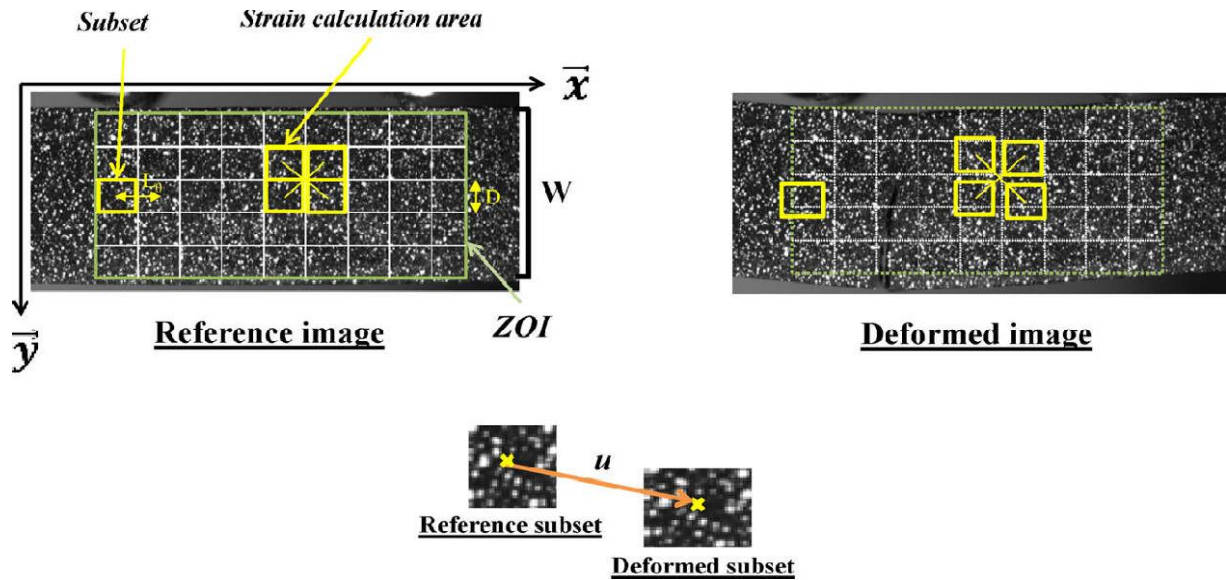 Subset
Strain calculation area
x
L0
D
W
y
Reference image
ZOI
Deformed image
u
Reference subset
Deformed subset